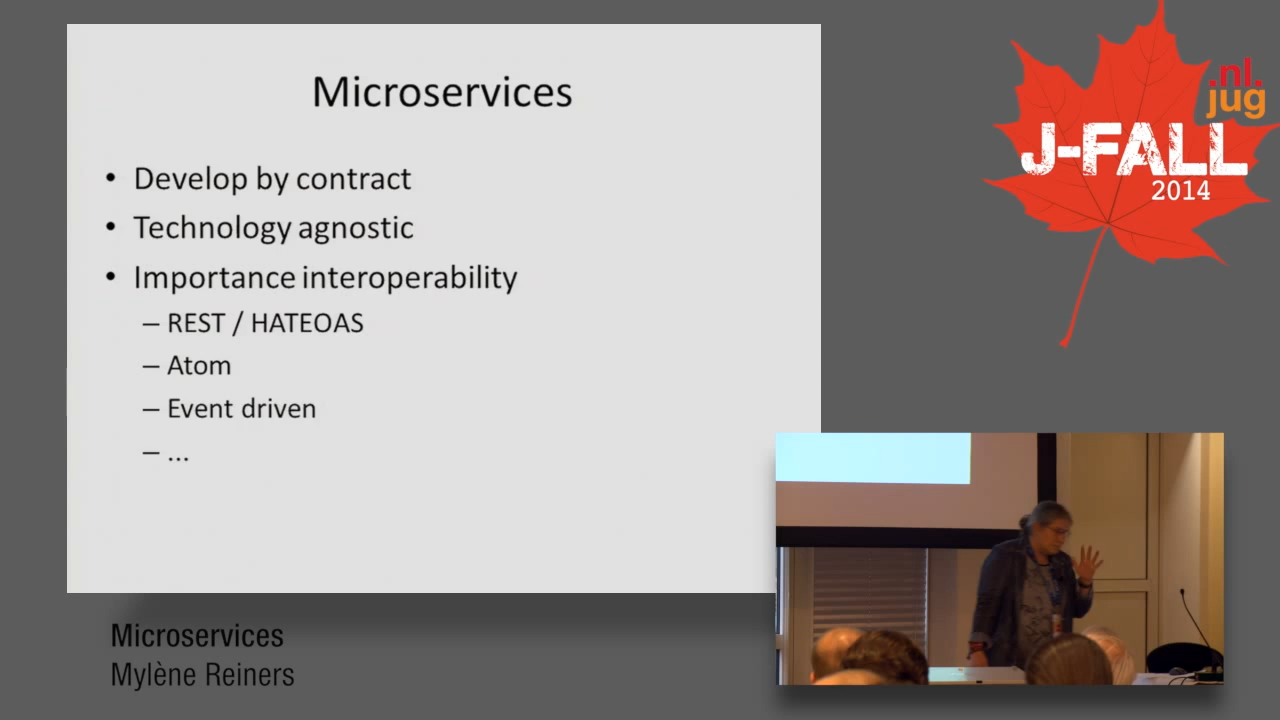 Microservices
• Develop by contract
• Technology agnostic
• Importance interoperability
– REST / HATEOAS
– Atom
– Event driven
– ...
.nl.
jug
J-FALL
2014
Microservices
Mylène Reiners